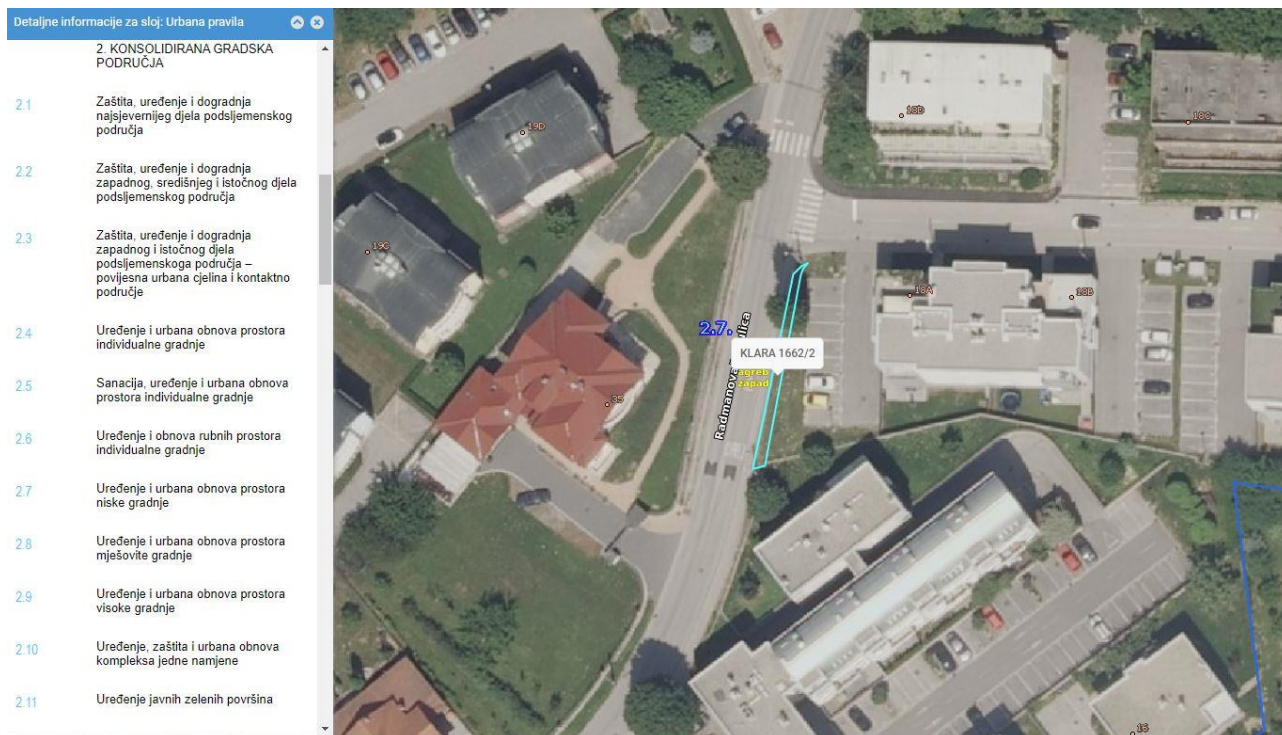 Detaljne informacije za sloj: Urbana pravila
2. KONSOLIDIRANA GRADSKA
PODRUČJA
2.1 Zaštita, uređenje i dogradnja
najsjevernijeg djela podsljemenskog
područja
2.2 Zaštita, uređenje i dogradnja
zapadnog, središnjeg i istočnog djela
podsljemenskog područja
2.3 Zaštita, uređenje i dogradnja
zapadnog i istočnog djela
podsljemenskoga područja –
povijesna urbana cjelina i kontaktno
područje
2.4 Uređenje i urbana obnova prostora
individualne gradnje
2.5 Sanacija, uređenje i urbana obnova
prostora individualne gradnje
2.6 Uređenje i obnova rubnih prostora
individualne gradnje
2.7 Uređenje i urbana obnova prostora
niske gradnje
2.8 Uređenje i urbana obnova prostora
mješovite gradnje
2.9 Uređenje i urbana obnova prostora
visoke gradnje
2.10 Uređenje, zaštita i urbana obnova
kompleksa jedne namjene
2.11 Uređenje javnih zelenih površina
19D
18D
18C
19C
18A
18B
2.7.
KLARA 1662/2
agreb
zapad
35
16